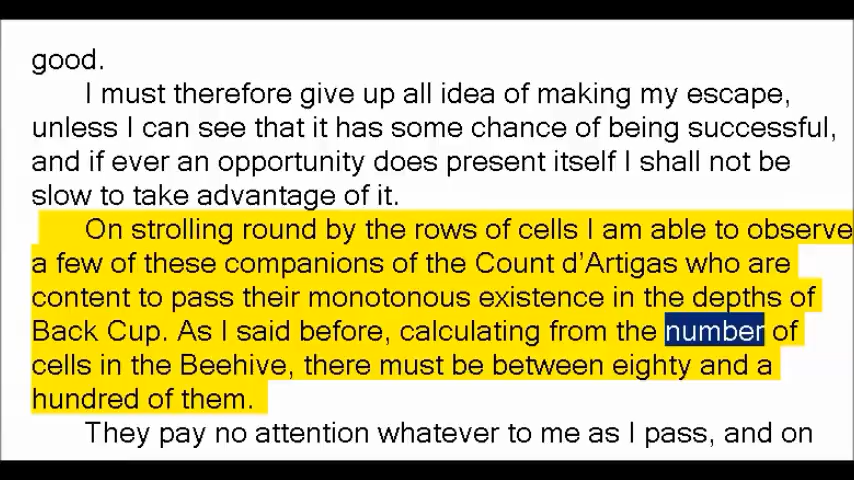 good.
I must therefore give up all idea of making my escape,
unless I can see that it has some chance of being successful,
and if ever an opportunity does present itself I shall not be
slow to take advantage of it.
On strolling round by the rows of cells I am able to observe
a few of these companions of the Count d’Artigas who are
content to pass their monotonous existence in the depths of
Back Cup. As I said before, calculating from the number of
cells in the Beehive, there must be between eighty and a
hundred of them.
They pay no attention whatever to me as I pass, and on